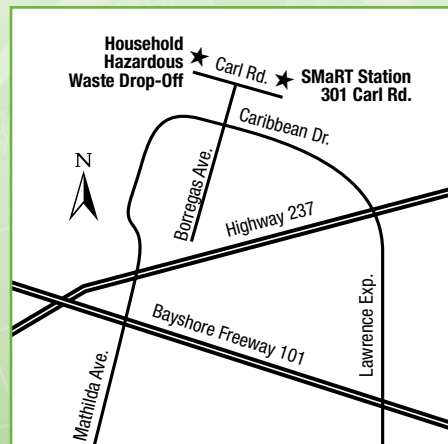 Household
Hazardous
Waste Drop-Off
Carl Rd.
SMaRT Station
301 Carl Rd.
Caribbean Dr.
N
Borregas Ave.
Highway 237
Bayshore Freeway 101
Lawrence Exp.
Mathilda Ave.